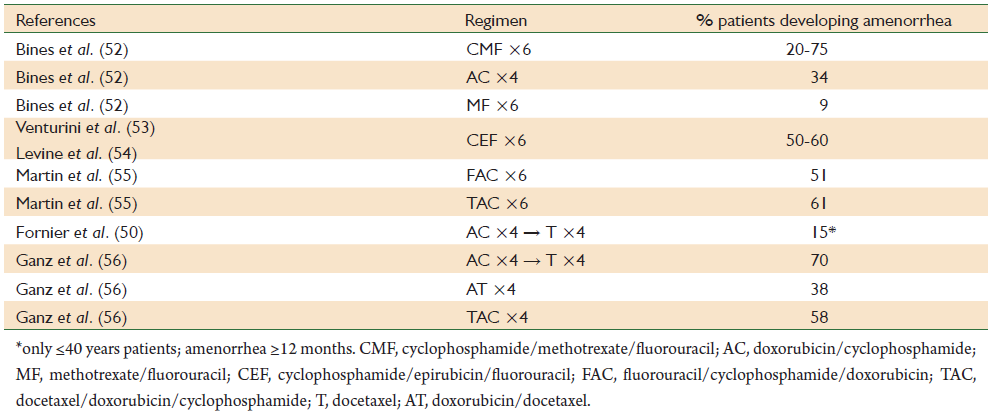 References Regimen % patients developing amenorrhea
Bines et al. (52) CMF ×6 20-75
Bines et al. (52) AC ×4 34
Bines et al. (52) MF ×6 9
Venturini et al. (53)
Levine et al. (54)
CEF ×6 50-60
Martin et al. (55) FAC ×6 51
Martin et al. (55) TAC ×6 61
Fornier et al. (50) AC ×4 → T ×4 15*
Ganz et al. (56) AC ×4 → T ×4 70
Ganz et al. (56) AT ×4 38
Ganz et al. (56) TAC ×4 58
*only ≤40 years patients; amenorrhea ≥12 months. CMF, cyclophosphamide/methotrexate/fluorouracil; AC, doxorubicin/cyclophosphamide;
MF, methotrexate/fluorouracil; CEF, cyclophosphamide/epirubicin/fluorouracil; FAC, fluorouracil/cyclophosphamide/doxorubicin; TAC,
docetaxel/doxorubicin/cyclophosphamide; T, docetaxel; AT, doxorubicin/docetaxel.